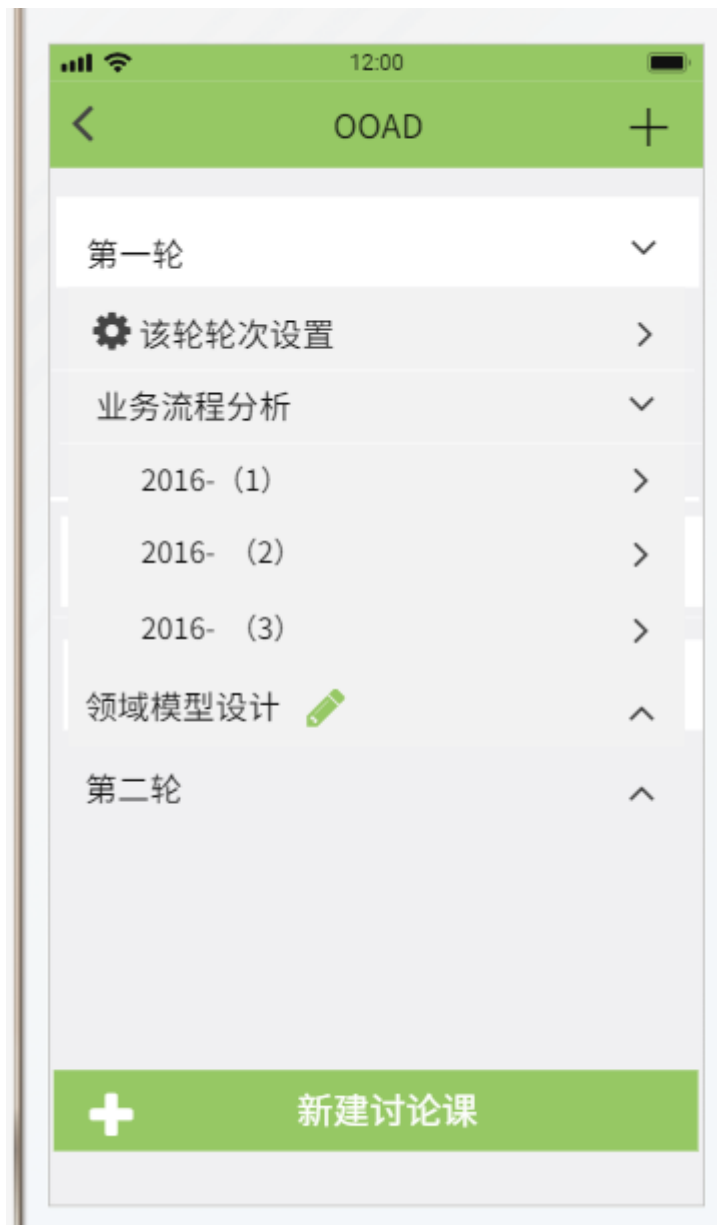 12:00
OOAD
第一轮
该轮轮次设置
业务流程分析
2016-（1）
2016- （2）
2016- （3）
领域模型设计
第二轮
新建讨论课